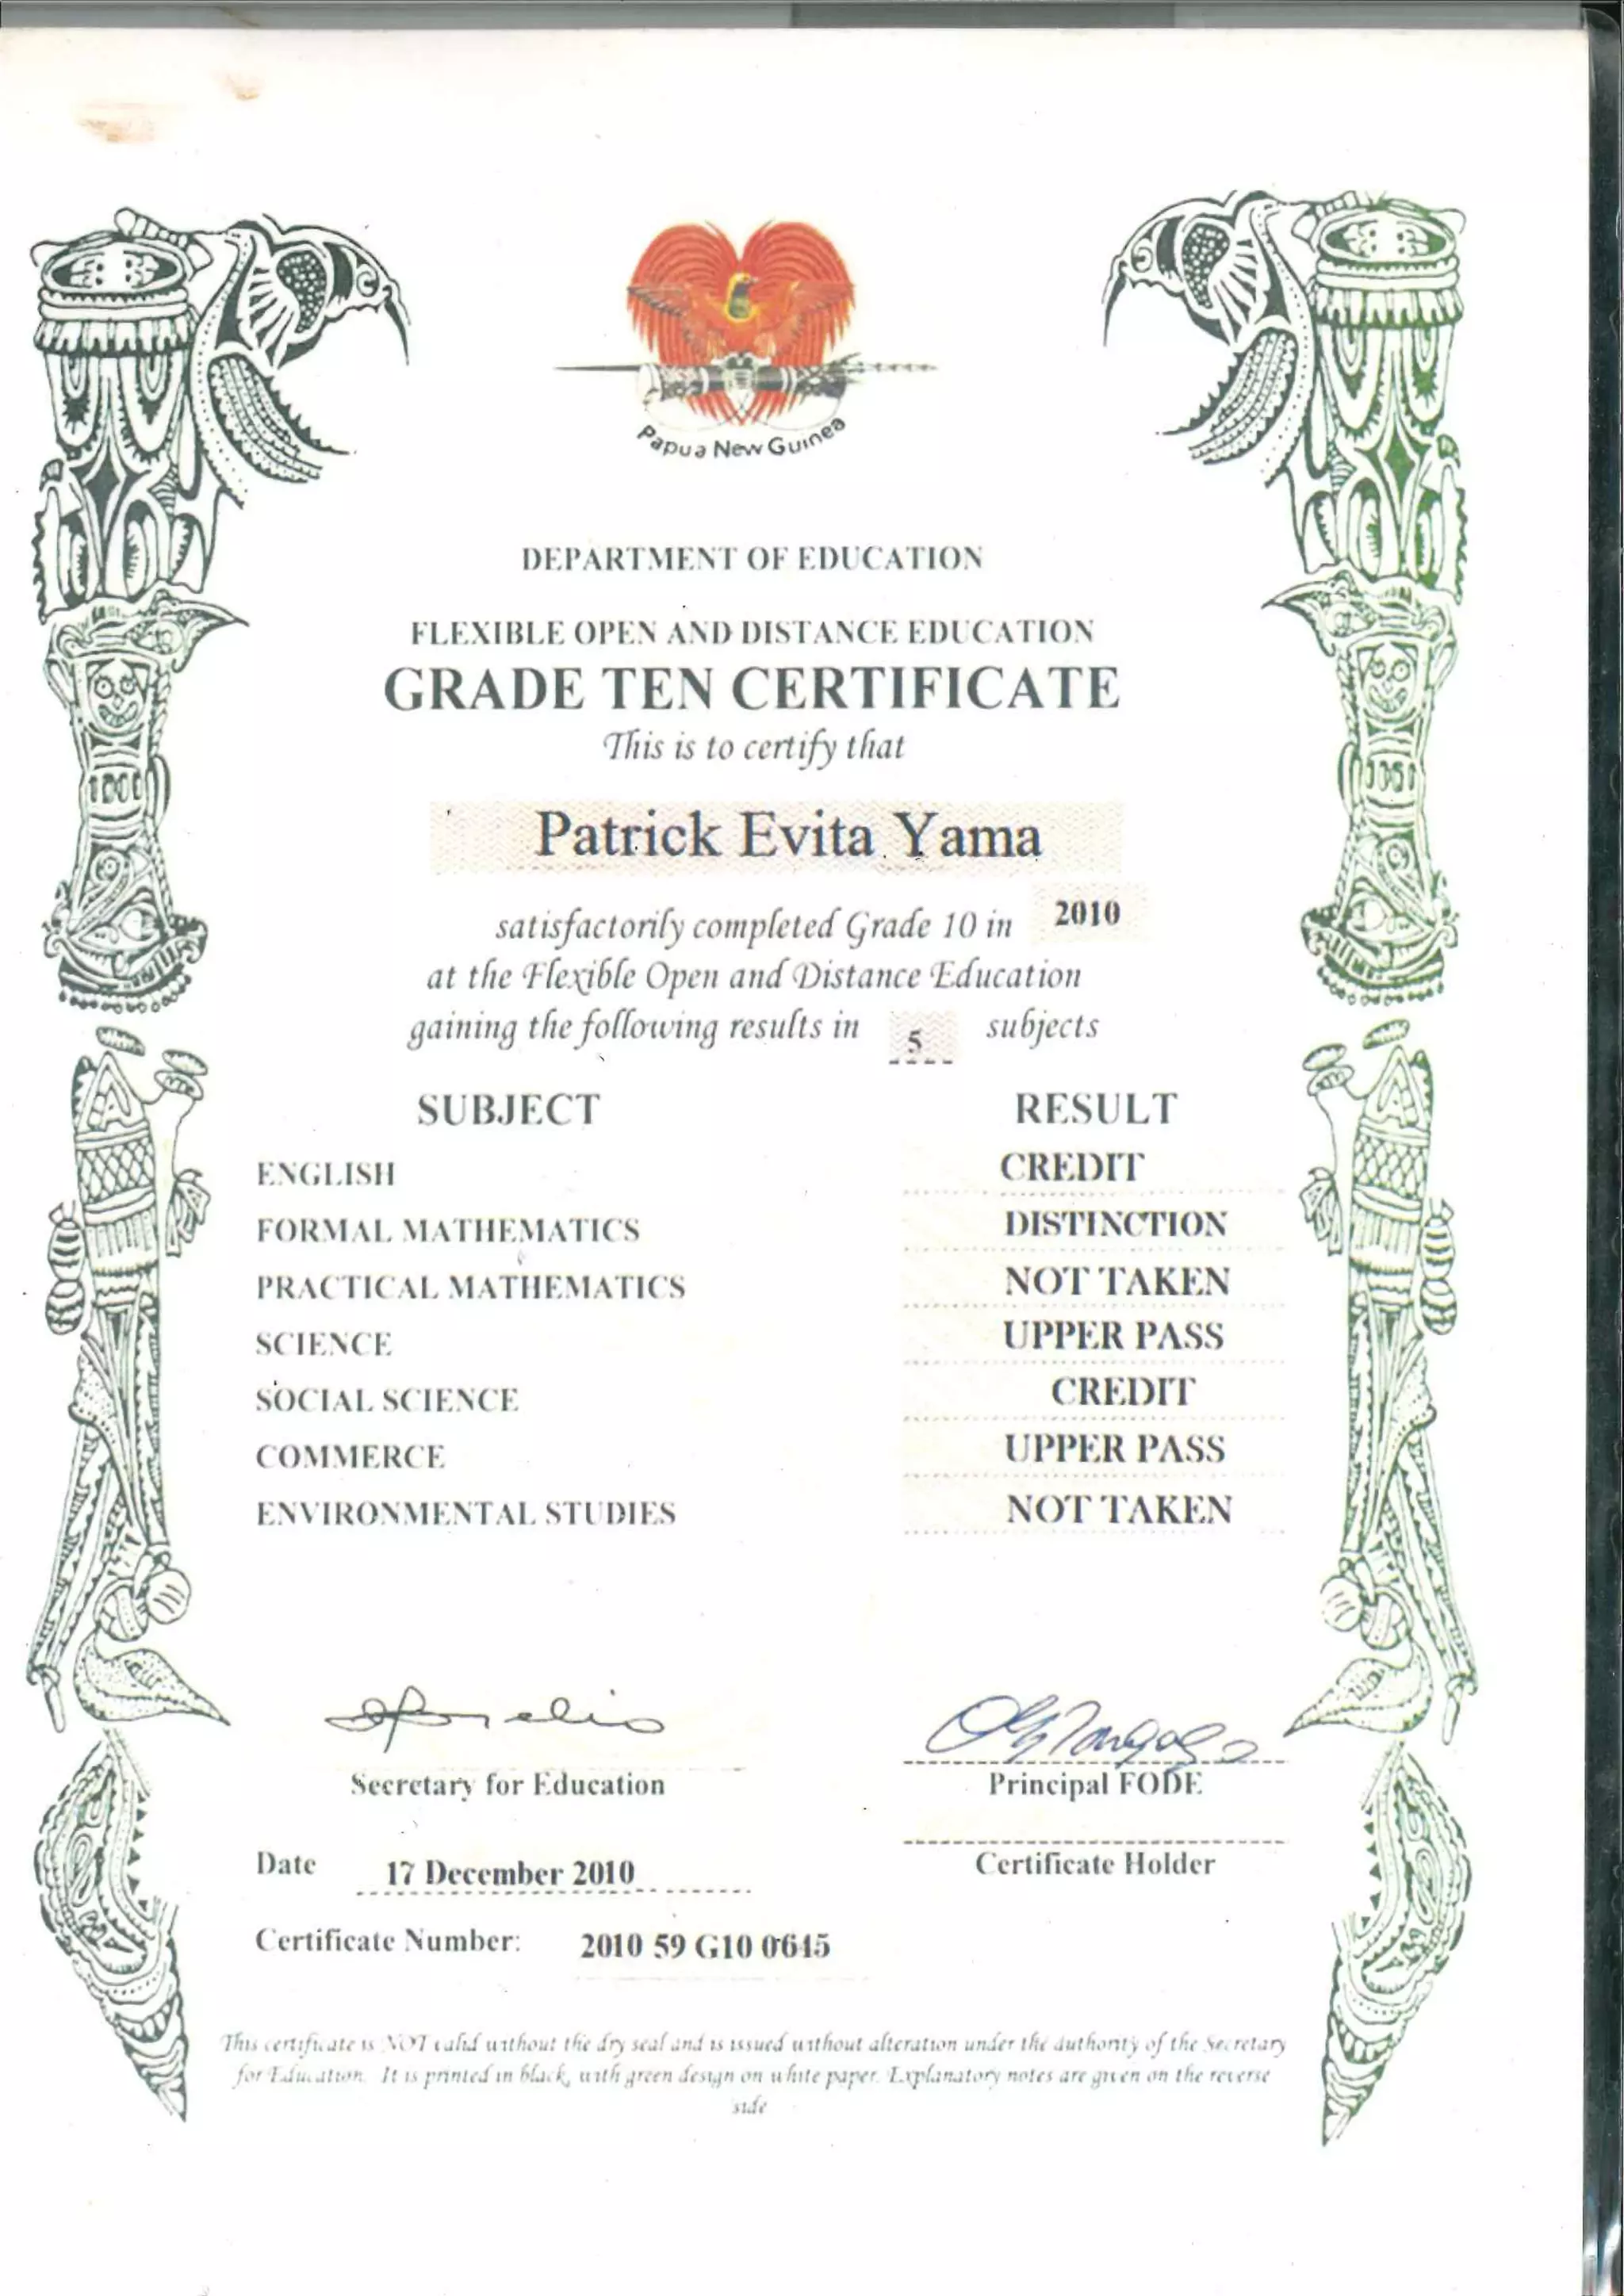 Papua New Guinea
DEPARTMENT OF EDUCATION
FLEXIBLE OPEN AND DISTANCE EDUCATION
GRADE TEN CERTIFICATE
This is to certify that
Patrick Evita Yama
satisfactorily completed Grade 10 in 2010
at the Flexible Open and Distance Education
gaining the following results in 5 subjects
SUBJECT RESULT
ENGLISH CREDIT
FORMAL MATHEMATICS DISTINCTION
PRACTICAL MATHEMATICS NOT TAKEN
SCIENCE UPPER PASS
SOCIAL SCIENCE CREDIT
COMMERCE UPPER PASS
ENVIRONMENTAL STUDIES NOT TAKEN
Secretary for Education Principal FODE
Date 17 December 2010 Certificate Holder
Certificate Number: 2010 59 G10 0645
This certificate is NOT valid without the dry seal and is issued without alteration under the authority of the Secretary
for Education. It is printed in black, with green design on white paper. Explanatory notes are given on the reverse
side